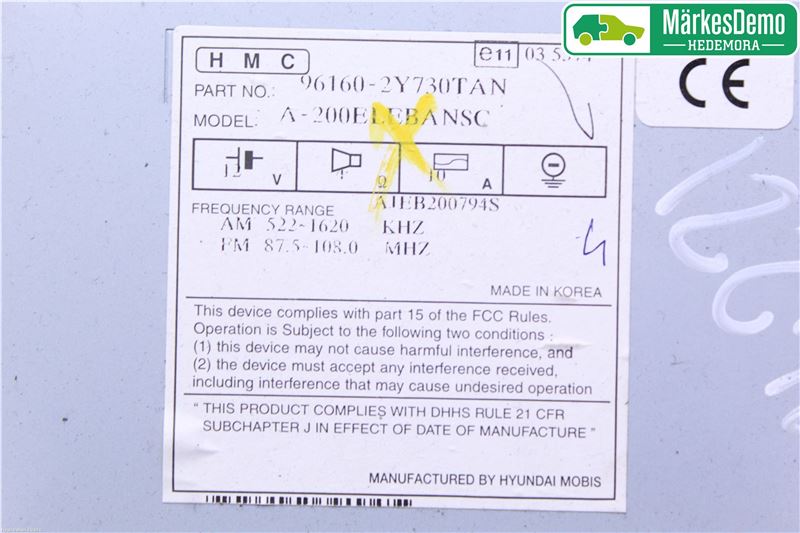 MärkesDemo
HEDEMORA
HMC
e11 03
PART NO.: 96160-2Y730TAN
MODEL: A-200ELEBANSC
12 V
Ω
10 A
A1EB200794S
FREQUENCY RANGE
AM 522~1620 KHZ
FM 87.5~108.0 MHZ
MADE IN KOREA
This device complies with part 15 of the FCC Rules.
Operation is Subject to the following two conditions :
(1) this device may not cause harmful interference, and
(2) the device must accept any interference received,
including interference that may cause undesired operation
" THIS PRODUCT COMPLIES WITH DHHS RULE 21 CFR
SUBCHAPTER J IN EFFECT OF DATE OF MANUFACTURE "
MANUFACTURED BY HYUNDAI MOBIS
CE